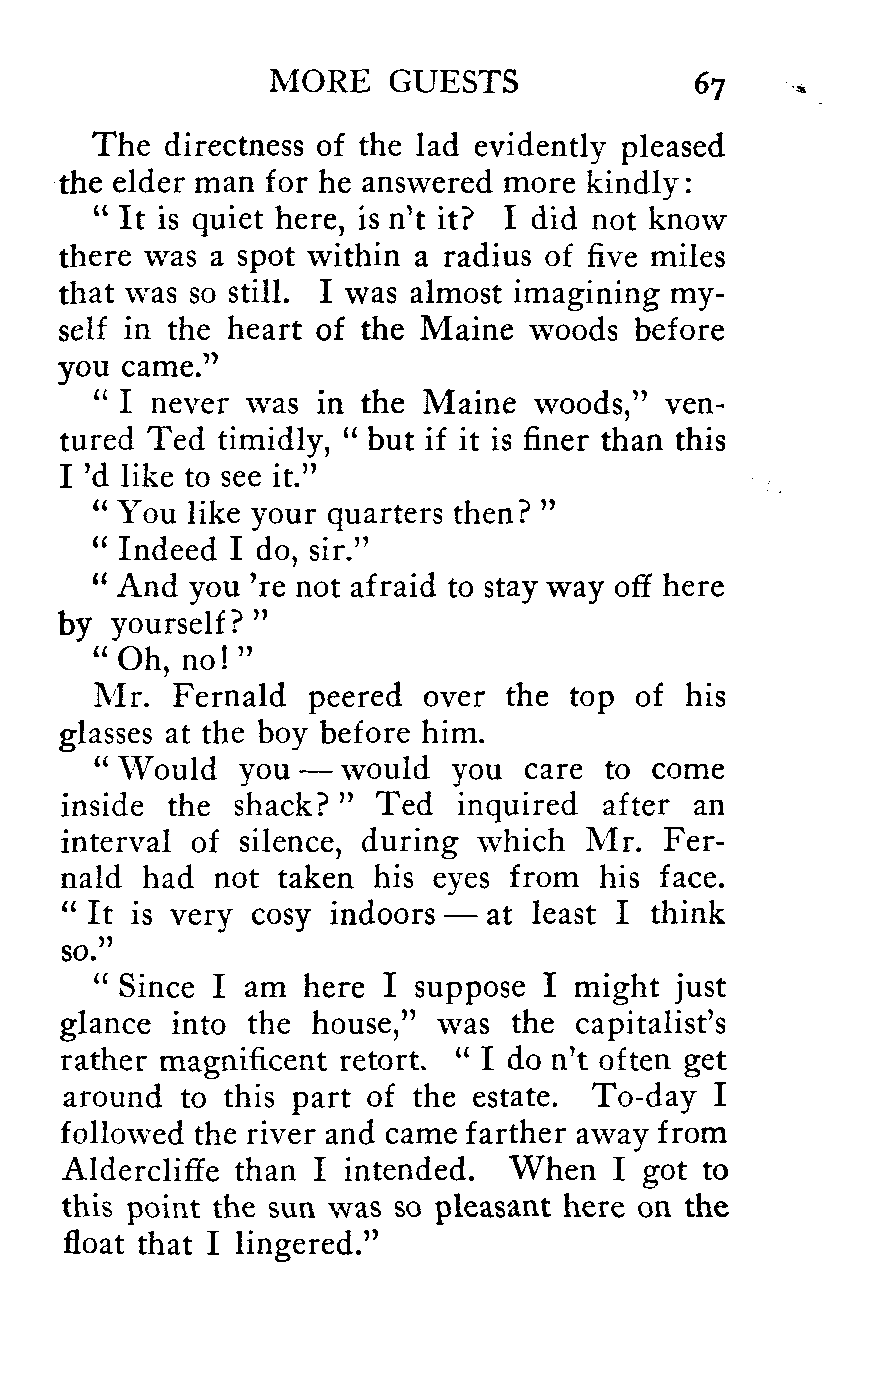 MORE GUESTS 67
The directness of the lad evidently pleased
the elder man for he answered more kindly:
“ It is quiet here, is n’t it? I did not know
there was a spot within a radius of five miles
that was so still. I was almost imagining my-
self in the heart of the Maine woods before
you came.”
“ I never was in the Maine woods,” ven-
tured Ted timidly, “ but if it is finer than this
I ’d like to see it.”
“ You like your quarters then? ”
“ Indeed I do, sir.”
“ And you ’re not afraid to stay way off here
by yourself? ”
“ Oh, no! ”
Mr. Fernald peered over the top of his
glasses at the boy before him.
“ Would you — would you care to come
inside the shack? ” Ted inquired after an
interval of silence, during which Mr. Fer-
nald had not taken his eyes from his face.
“ It is very cosy indoors — at least I think
so.”
“ Since I am here I suppose I might just
glance into the house,” was the capitalist’s
rather magnificent retort. “ I do n’t often get
around to this part of the estate. To-day I
followed the river and came farther away from
Aldercliffe than I intended. When I got to
this point the sun was so pleasant here on the
float that I lingered.”